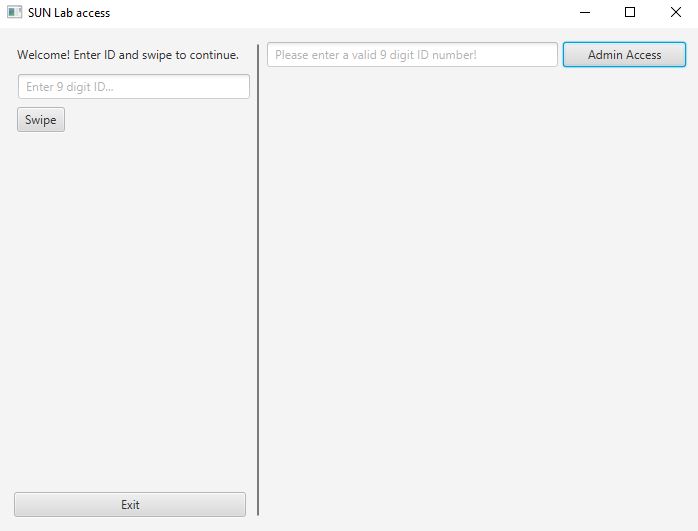 SUN Lab access
Welcome! Enter ID and swipe to continue.
Enter 9 digit ID...
Swipe
Please enter a valid 9 digit ID number!
Admin Access
Exit